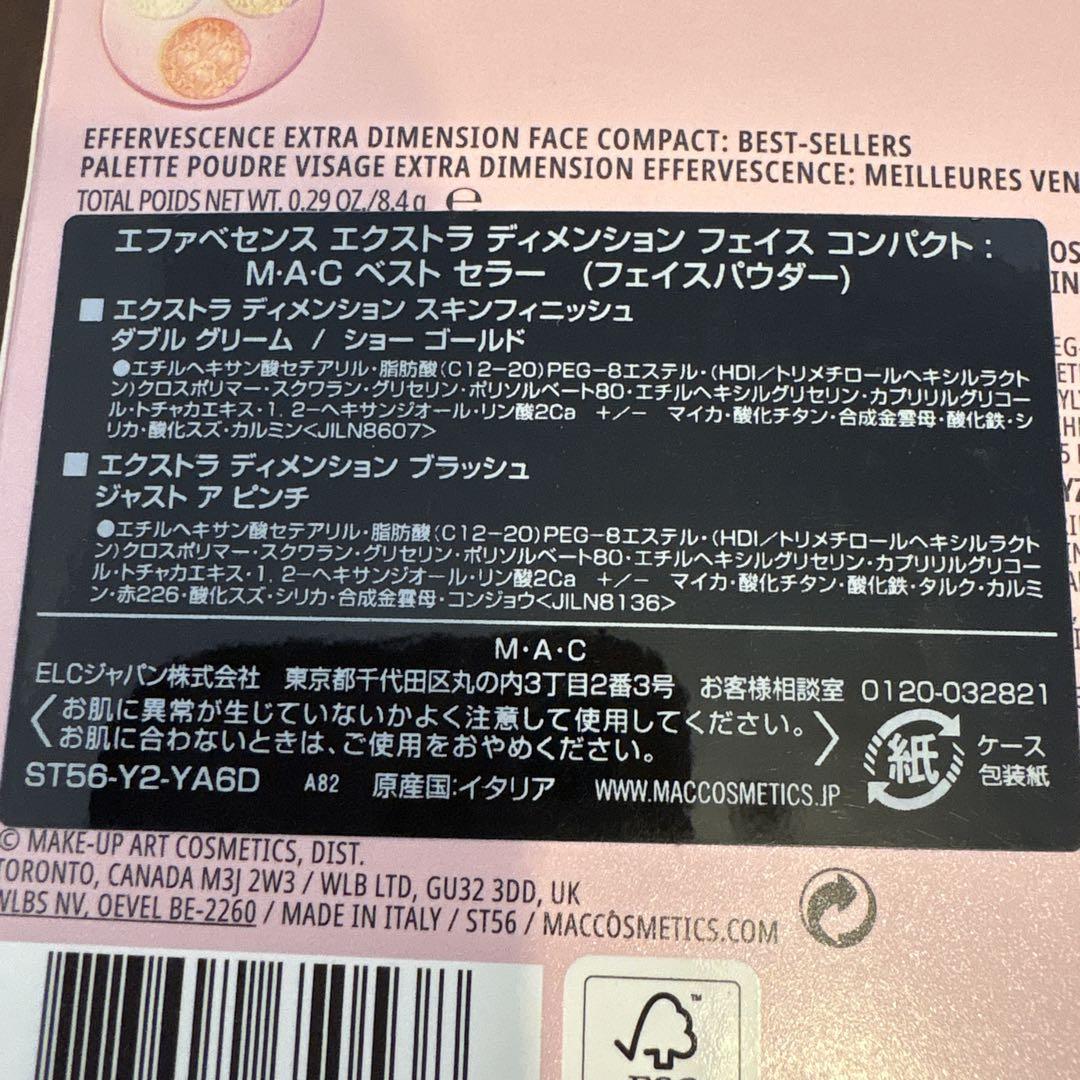 EFFERVESCENCE EXTRA DIMENSION FACE COMPACT: BEST-SELLERS
PALETTE POUDRE VISAGE EXTRA DIMENSION EFFERVESCENCE: MEILLEURES VEN
TOTAL POIDS NET WT. 0.29 OZ./8.4 g ℮
エファベセンス エクストラ ディメンション フェイス コンパクト：
M・A・C ベスト セラー (フェイスパウダー)
■ エクストラ ディメンション スキンフィニッシュ
ダブル グリーム / ショー ゴールド
●エチルヘキサン酸セテアリル・脂肪酸(C12-20)PEG-8エステル・(HDI/トリメチロールヘキシルラクト
ン)クロスポリマー・スクワラン・グリセリン・ポリソルベート80・エチルヘキシルグリセリン・カプリリルグリコー
ル・トチャカエキス・1, 2-ヘキサンジオール・リン酸2Ca +/- マイカ・酸化チタン・合成金雲母・酸化鉄・シ
リカ・酸化スズ・カルミン<JILN8607>
■ エクストラ ディメンション ブラッシュ
ジャスト ア ピンチ
●エチルヘキサン酸セテアリル・脂肪酸(C12-20)PEG-8エステル・(HDI/トリメチロールヘキシルラクト
ン)クロスポリマー・スクワラン・グリセリン・ポリソルベート80・エチルヘキシルグリセリン・カプリリルグリコー
ル・トチャカエキス・1, 2-ヘキサンジオール・リン酸2Ca +/- マイカ・酸化チタン・酸化鉄・タルク・カルミ
ン・赤226・酸化スズ・シリカ・合成金雲母・コンジョウ<JILN8136>
M・A・C
ELCジャパン株式会社 東京都千代田区丸の内3丁目2番3号 お客様相談室 0120-032821
〈お肌に異常が生じていないかよく注意して使用してください。
お肌に合わないときは、ご使用をおやめください。〉
紙
ケース
包装紙
ST56-Y2-YA6D A82 原産国:イタリア WWW.MACCOSMETICS.JP
© MAKE-UP ART COSMETICS, DIST.
TORONTO, CANADA M3J 2W3 / WLB LTD, GU32 3DD, UK
WLBS NV, OEVEL BE-2260 / MADE IN ITALY / ST56 / MACCOSMETICS.COM